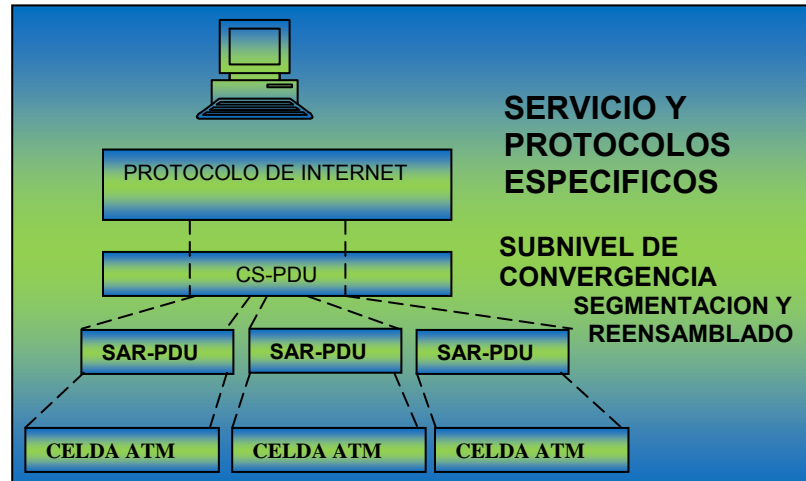 SERVICIO Y
PROTOCOLOS
ESPECIFICOS
PROTOCOLO DE INTERNET
SUBNIVEL DE
CONVERGENCIA
CS-PDU
SEGMENTACION Y
REENSAMBLADO
SAR-PDU
SAR-PDU
SAR-PDU
CELDA ATM
CELDA ATM
CELDA ATM